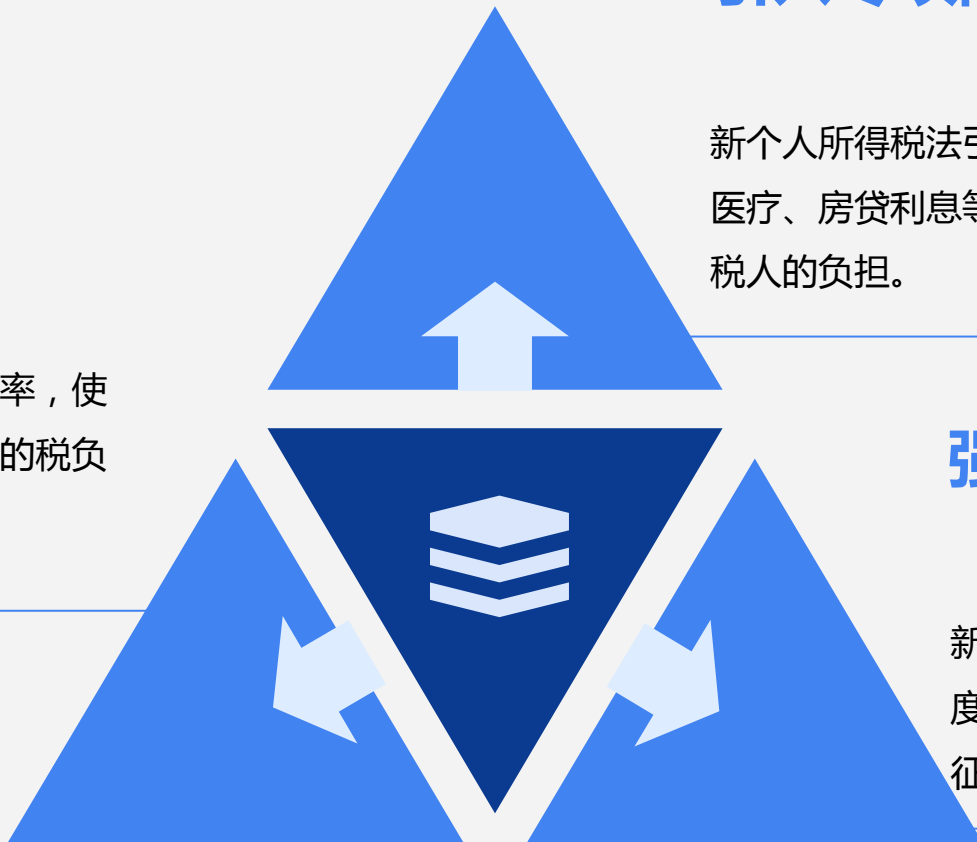 新个人所得税法
医疗、房贷利息等
税人的负担。
率，使
的税负
强
新
度
征